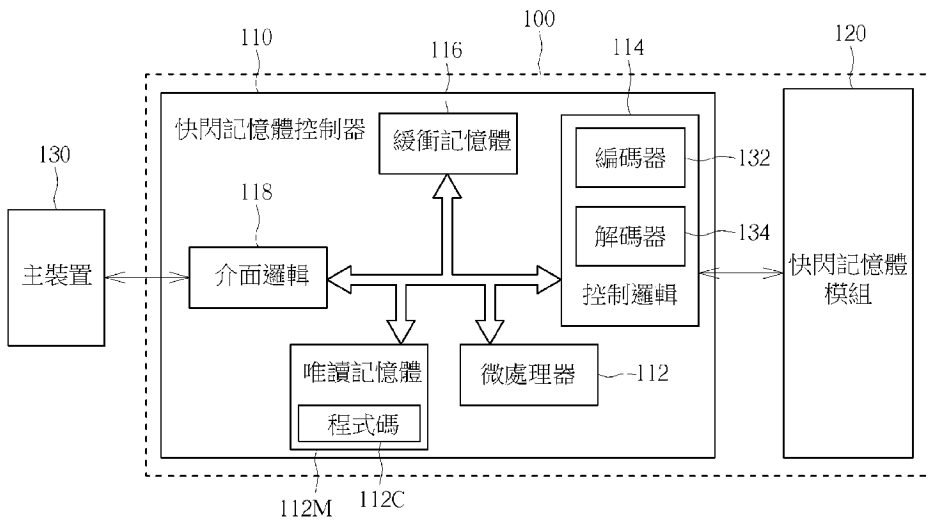 100
110
116
114
120
快閃記憶體控制器
緩衝記憶體
編碼器
132
130
118
解碼器
134
主裝置
介面邏輯
控制邏輯
快閃記憶體
模組
唯讀記憶體
微處理器
112
程式碼
112M
112C